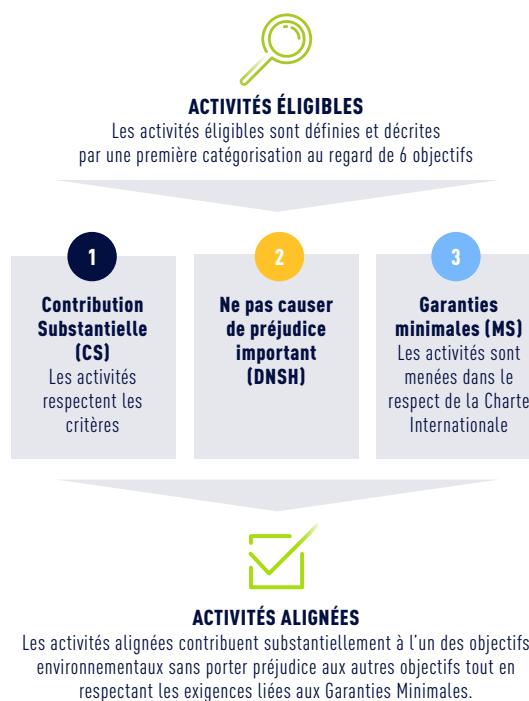 ACTIVITÉS ÉLIGIBLES
Les activités éligibles sont définies et décrites
par une première catégorisation au regard de 6 objectifs
1
Contribution
Substantielle
(CS)
Les activités
respectent les
critères
2
Ne pas causer
de préjudice
important
(DNSH)
3
Garanties
minimales (MS)
Les activités sont
menées dans le
respect de la Charte
Internationale
ACTIVITÉS ALIGNÉES
Les activités alignées contribuent substantiellement à l'un des objectifs
environnementaux sans porter préjudice aux autres objectifs tout en
respectant les exigences liées aux Garanties Minimales.